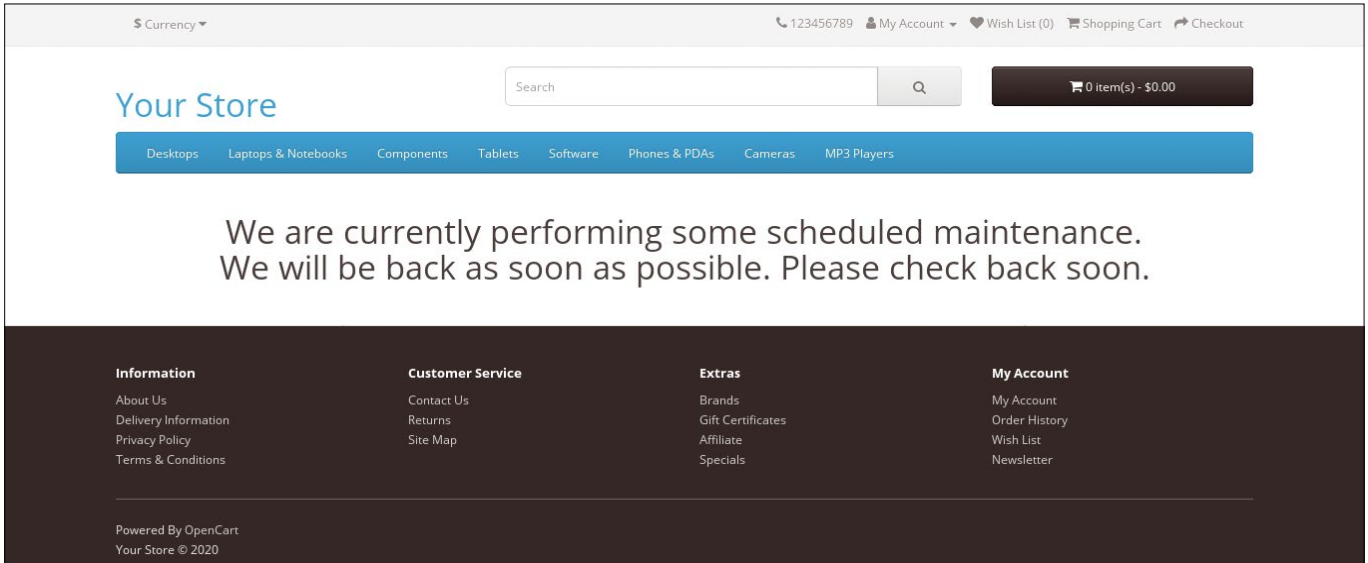 $ Currency 123456789 My Account Wish List (0) Shopping Cart Checkout
Your Store
Search
0 item(s) - $0.00
Desktops Laptops & Notebooks Components Tablets Software Phones & PDAs Cameras MP3 Players
We are currently performing some scheduled maintenance.
We will be back as soon as possible. Please check back soon.
Information
About Us
Delivery Information
Privacy Policy
Terms & Conditions
Customer Service
Contact Us
Returns
Site Map
Extras
Brands
Gift Certificates
Affiliate
Specials
My Account
My Account
Order History
Wish List
Newsletter
Powered By OpenCart
Your Store © 2020